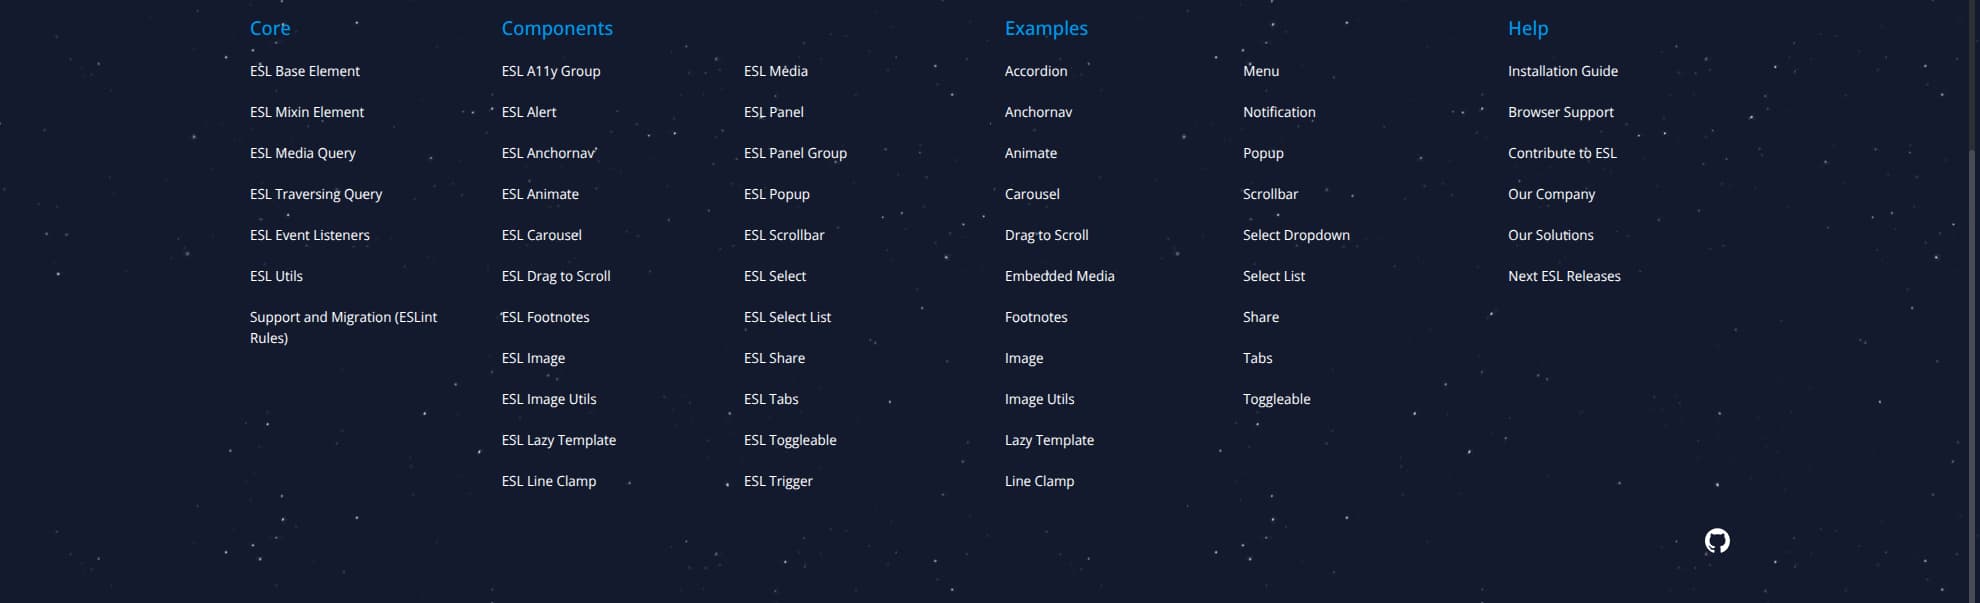 Core
ESL Base Element
ESL Mixin Element
ESL Media Query
ESL Traversing Query
ESL Event Listeners
ESL Utils
Support and Migration (ESLint
Rules)
Components
ESL A11y Group
ESL Alert
ESL Anchornav
ESL Animate
ESL Carousel
ESL Drag to Scroll
ESL Footnotes
ESL Image
ESL Image Utils
ESL Lazy Template
ESL Line Clamp
ESL Media
ESL Panel
ESL Panel Group
ESL Popup
ESL Scrollbar
ESL Select
ESL Select List
ESL Share
ESL Tabs
ESL Toggleable
ESL Trigger
Examples
Accordion
Anchornav
Animate
Carousel
Drag to Scroll
Embedded Media
Footnotes
Image
Image Utils
Lazy Template
Line Clamp
Menu
Notification
Popup
Scrollbar
Select Dropdown
Select List
Share
Tabs
Toggleable
Help
Installation Guide
Browser Support
Contribute to ESL
Our Company
Our Solutions
Next ESL Releases